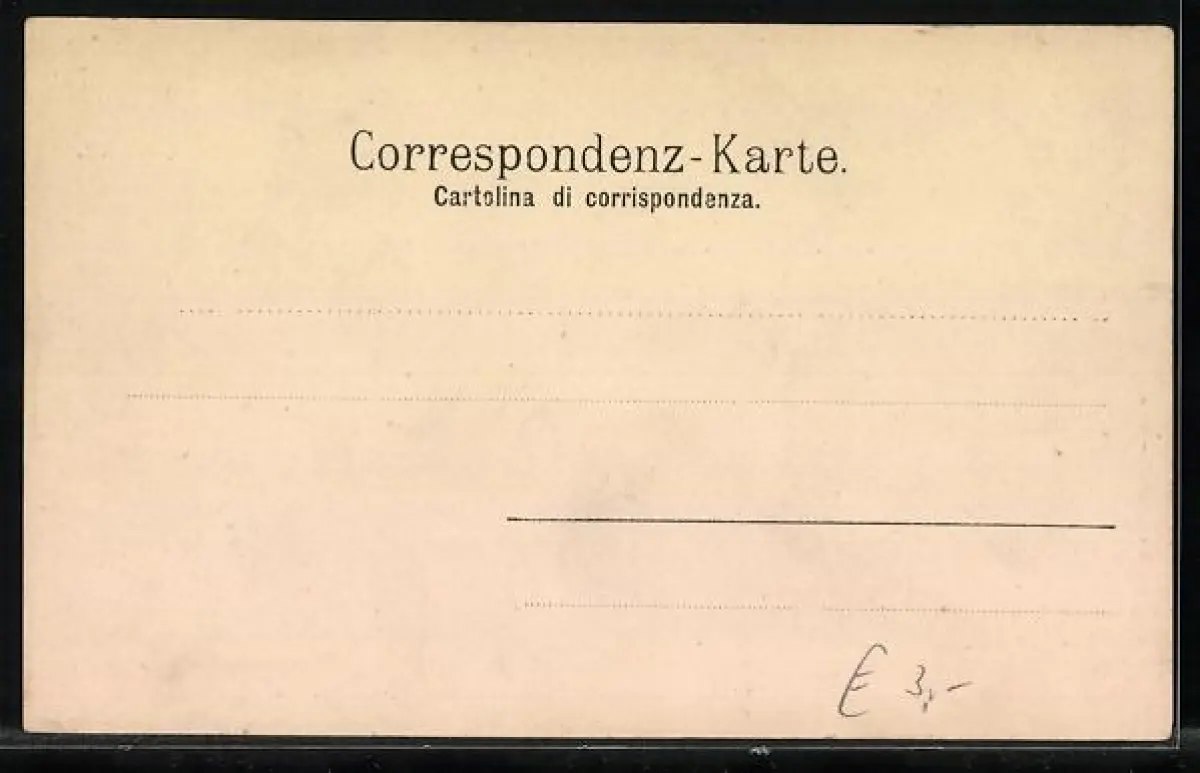 Correspondenz-Karte.
Cartolina di corrispondenza.
E 3,-